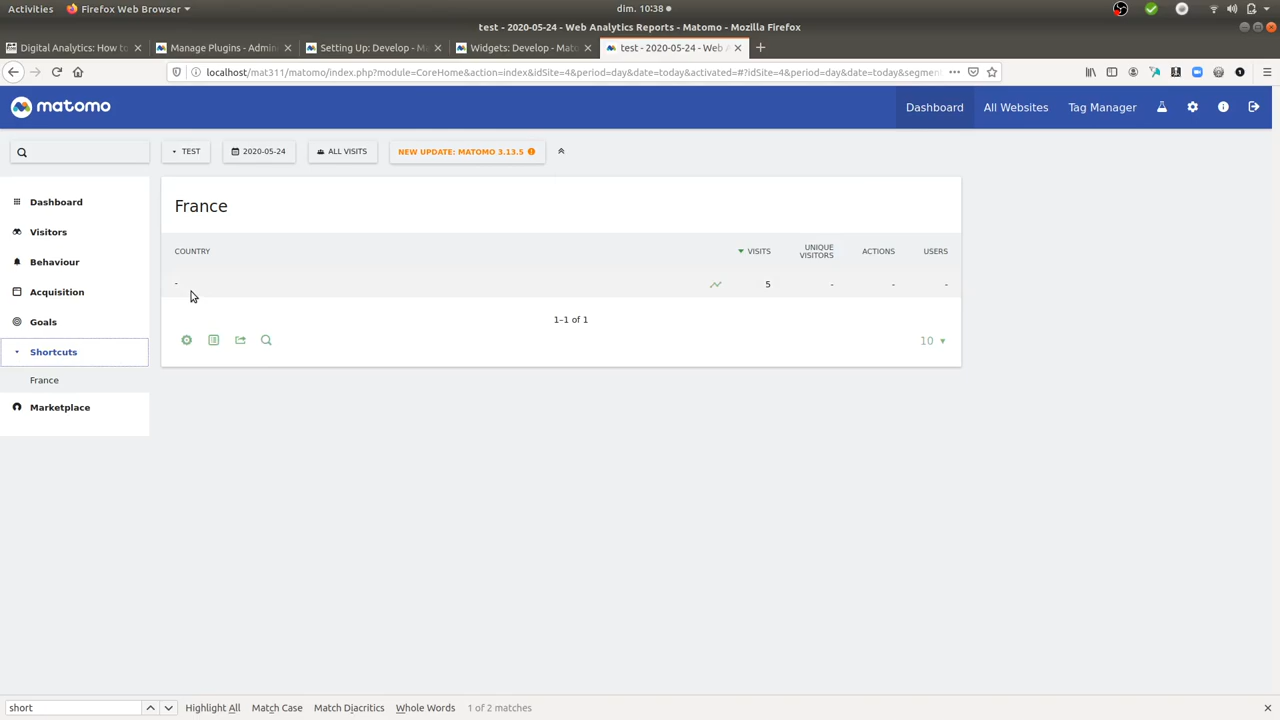 Activities
Firefox Web Browser
dim. 10:38
test - 2020-05-24 - Web Analytics Reports - Matomo - Mozilla Firefox
Digital Analytics: How to
Manage Plugins - Admin
Setting Up: Develop - M
Widgets: Develop - Mato
test - 2020-05-24 - Web A
localhost/mat311/matomo/index.php?module=CoreHome&action=index&idSite=4&period=day&date=today&activated=#?idSite=4&period=day&date=today&segmen
matomo
Dashboard
All Websites
Tag Manager
TEST
2020-05-24
ALL VISITS
NEW UPDATE: MATOMO 3.13.5
Dashboard
Visitors
Behaviour
Acquisition
Goals
Shortcuts
France
Marketplace
France
COUNTRY
VISITS
UNIQUE
VISITORS
ACTIONS
USERS
- 5 - - -
1–1 of 1
10
short
Highlight All
Match Case
Match Diacritics
Whole Words
1 of 2 matches